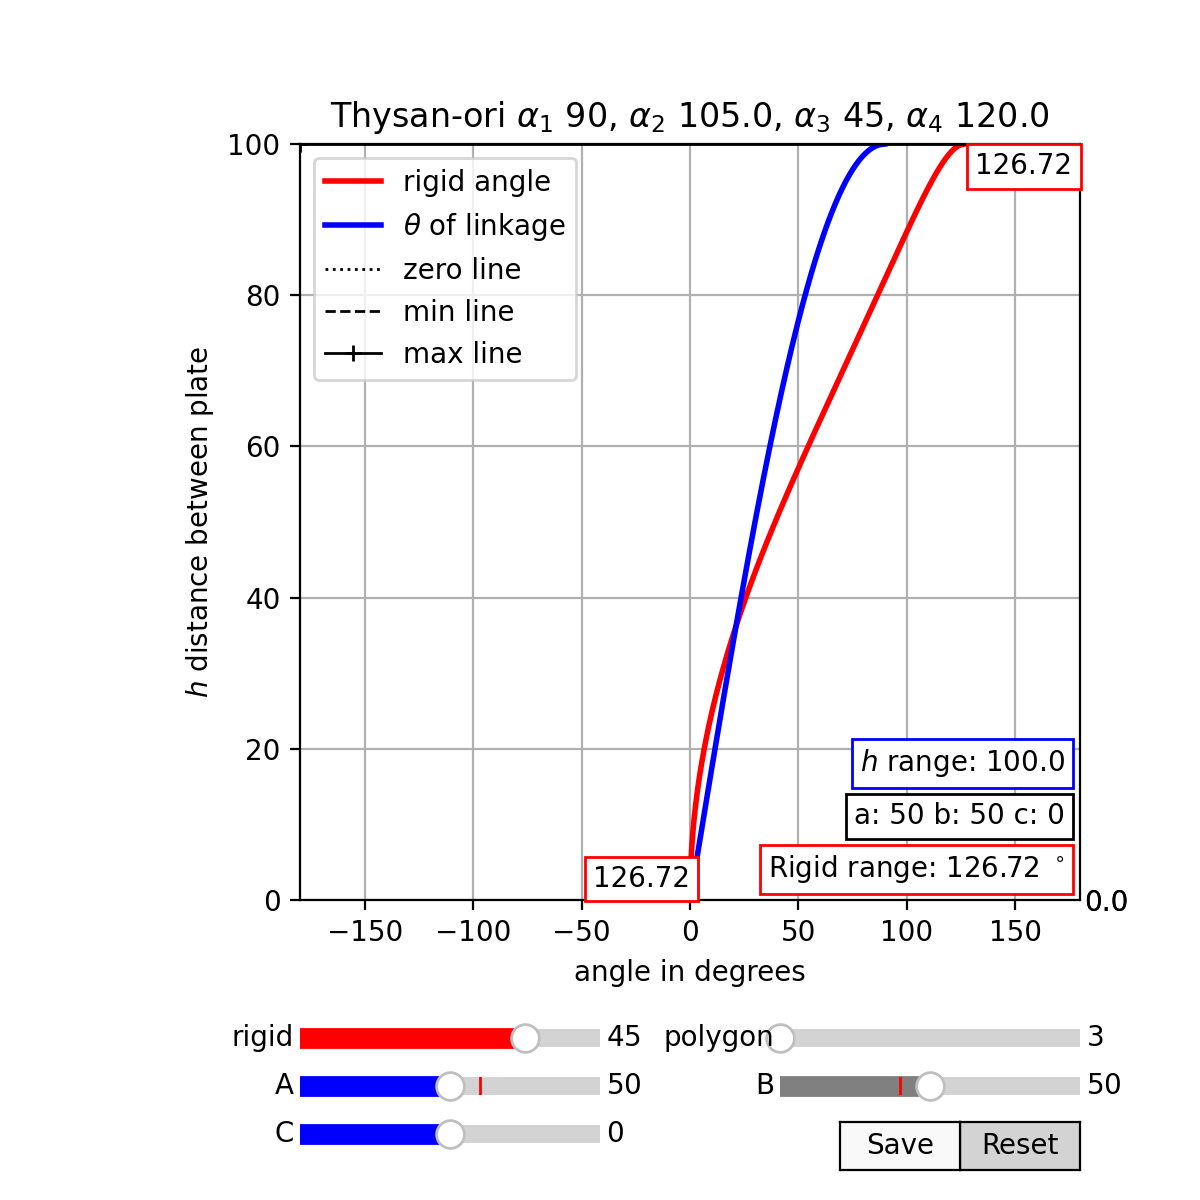 Thysan-ori α₁ 90, α₂ 105.0, α₃ 45, α₄ 120.0
100
80
60
40
20
0
h distance between plate
rigid angle
θ of linkage
zero line
min line
max line
126.72
h range: 100.0
a: 50 b: 50 c: 0
Rigid range: 126.72 °
126.72
0.0
−150 −100 −50 0 50 100 150
angle in degrees
rigid 45 polygon 3
A 50 B 50
C 0
Save Reset